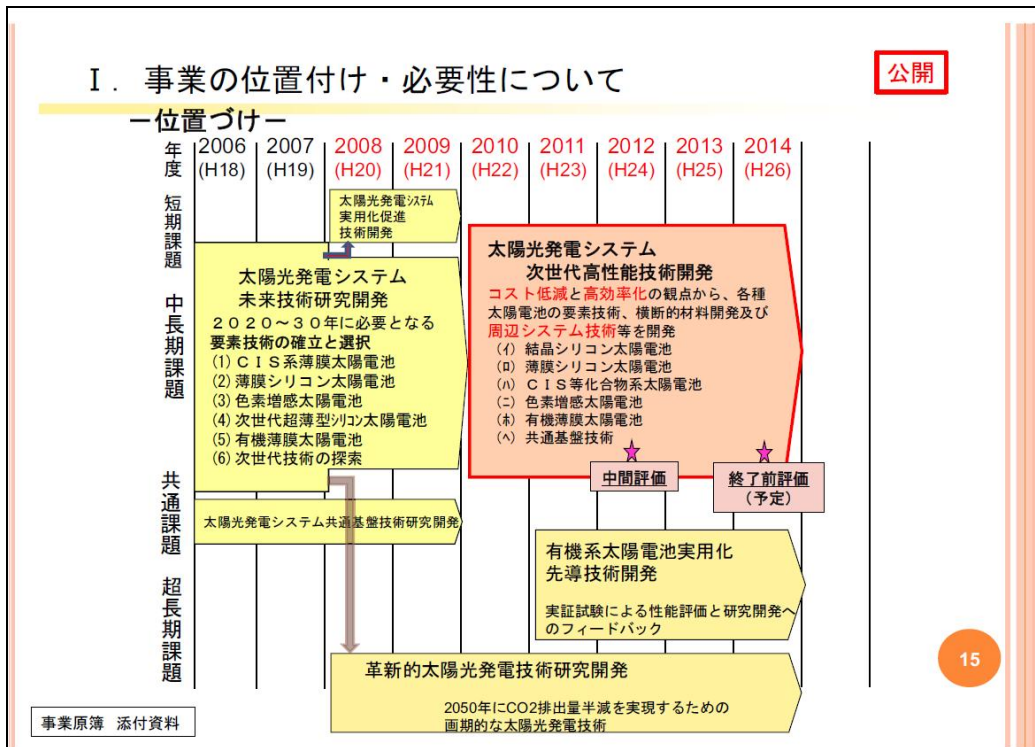 Ⅰ．事業の位置付け・必要性について
公開
－位置づけ－
年度
2006
(H18)
2007
(H19)
2008
(H20)
2009
(H21)
2010
(H22)
2011
(H23)
2012
(H24)
2013
(H25)
2014
(H26)
短期課題
太陽光発電システム
実用化促進
技術開発
中長期課題
太陽光発電システム
未来技術研究開発
２０２０～３０年に必要となる
要素技術の確立と選択
(1) ＣＩＳ系薄膜太陽電池
(2) 薄膜シリコン太陽電池
(3) 色素増感太陽電池
(4) 次世代超薄型ｼﾘｺﾝ太陽電池
(5) 有機薄膜太陽電池
(6) 次世代技術の探索
太陽光発電システム
次世代高性能技術開発
コスト低減と高効率化の観点から、各種
太陽電池の要素技術、横断的材料開発及び
周辺システム技術等を開発
(ｲ) 結晶シリコン太陽電池
(ﾛ) 薄膜シリコン太陽電池
(ﾊ) ＣＩＳ等化合物系太陽電池
(ﾆ) 色素増感太陽電池
(ﾎ) 有機薄膜太陽電池
(ﾍ) 共通基盤技術
中間評価
終了前評価
（予定）
共通課題
太陽光発電システム共通基盤技術研究開発
有機系太陽電池実用化
先導技術開発
実証試験による性能評価と研究開発へ
のフィードバック
超長期課題
革新的太陽光発電技術研究開発
2050年にCO2排出量半減を実現するための
画期的な太陽光発電技術
15
事業原簿 添付資料